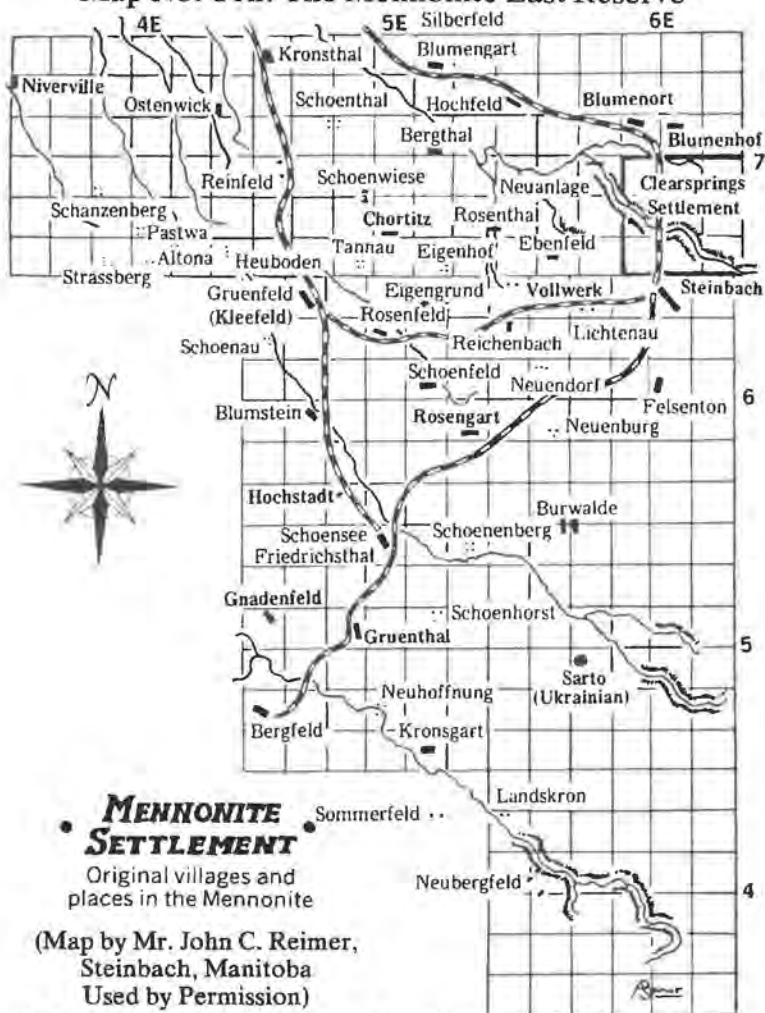 4E
5E
Silberfeld
6E
Kronsthal
Blumengart
Niverville
Ostenwick
Schoenthal
Hochfeld
Blumenort
Bergthal
Blumenhof
7
Reinfeld
Schoenwiese
Neuanlage
Clearsprings
Settlement
Schanzenberg
Chortitz
Rosenthal
Pastwa
Tannau
Eigenhof
Ebenfeld
Altona
Heuboden
Strassberg
Gruenfeld
(Kleefeld)
Eigengrund
Vollwerk
Steinbach
Rosenfeld
Reichenbach
Lichtenau
Schoenau
Schoenfeld
Neuendorf
6
N
Blumstein
Rosengart
Felsenton
Neuenburg
Hochstadt
Burwalde
Schoensee
Friedrichsthal
Schoenenberg
Gnadenfeld
Schoenhorst
Gruenthal
5
Sarto
(Ukrainian)
Neuhoffnung
Bergfeld
Kronsgart
MENNONITE
SETTLEMENT
Sommerfeld
Landskron
Original villages and
places in the Mennonite
Neubergfeld
4
(Map by Mr. John C. Reimer,
Steinbach, Manitoba
Used by Permission)